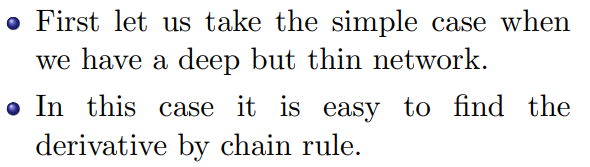 First let us take the simple case when
we have a deep but thin network.
In this case it is easy to find the
derivative by chain rule.